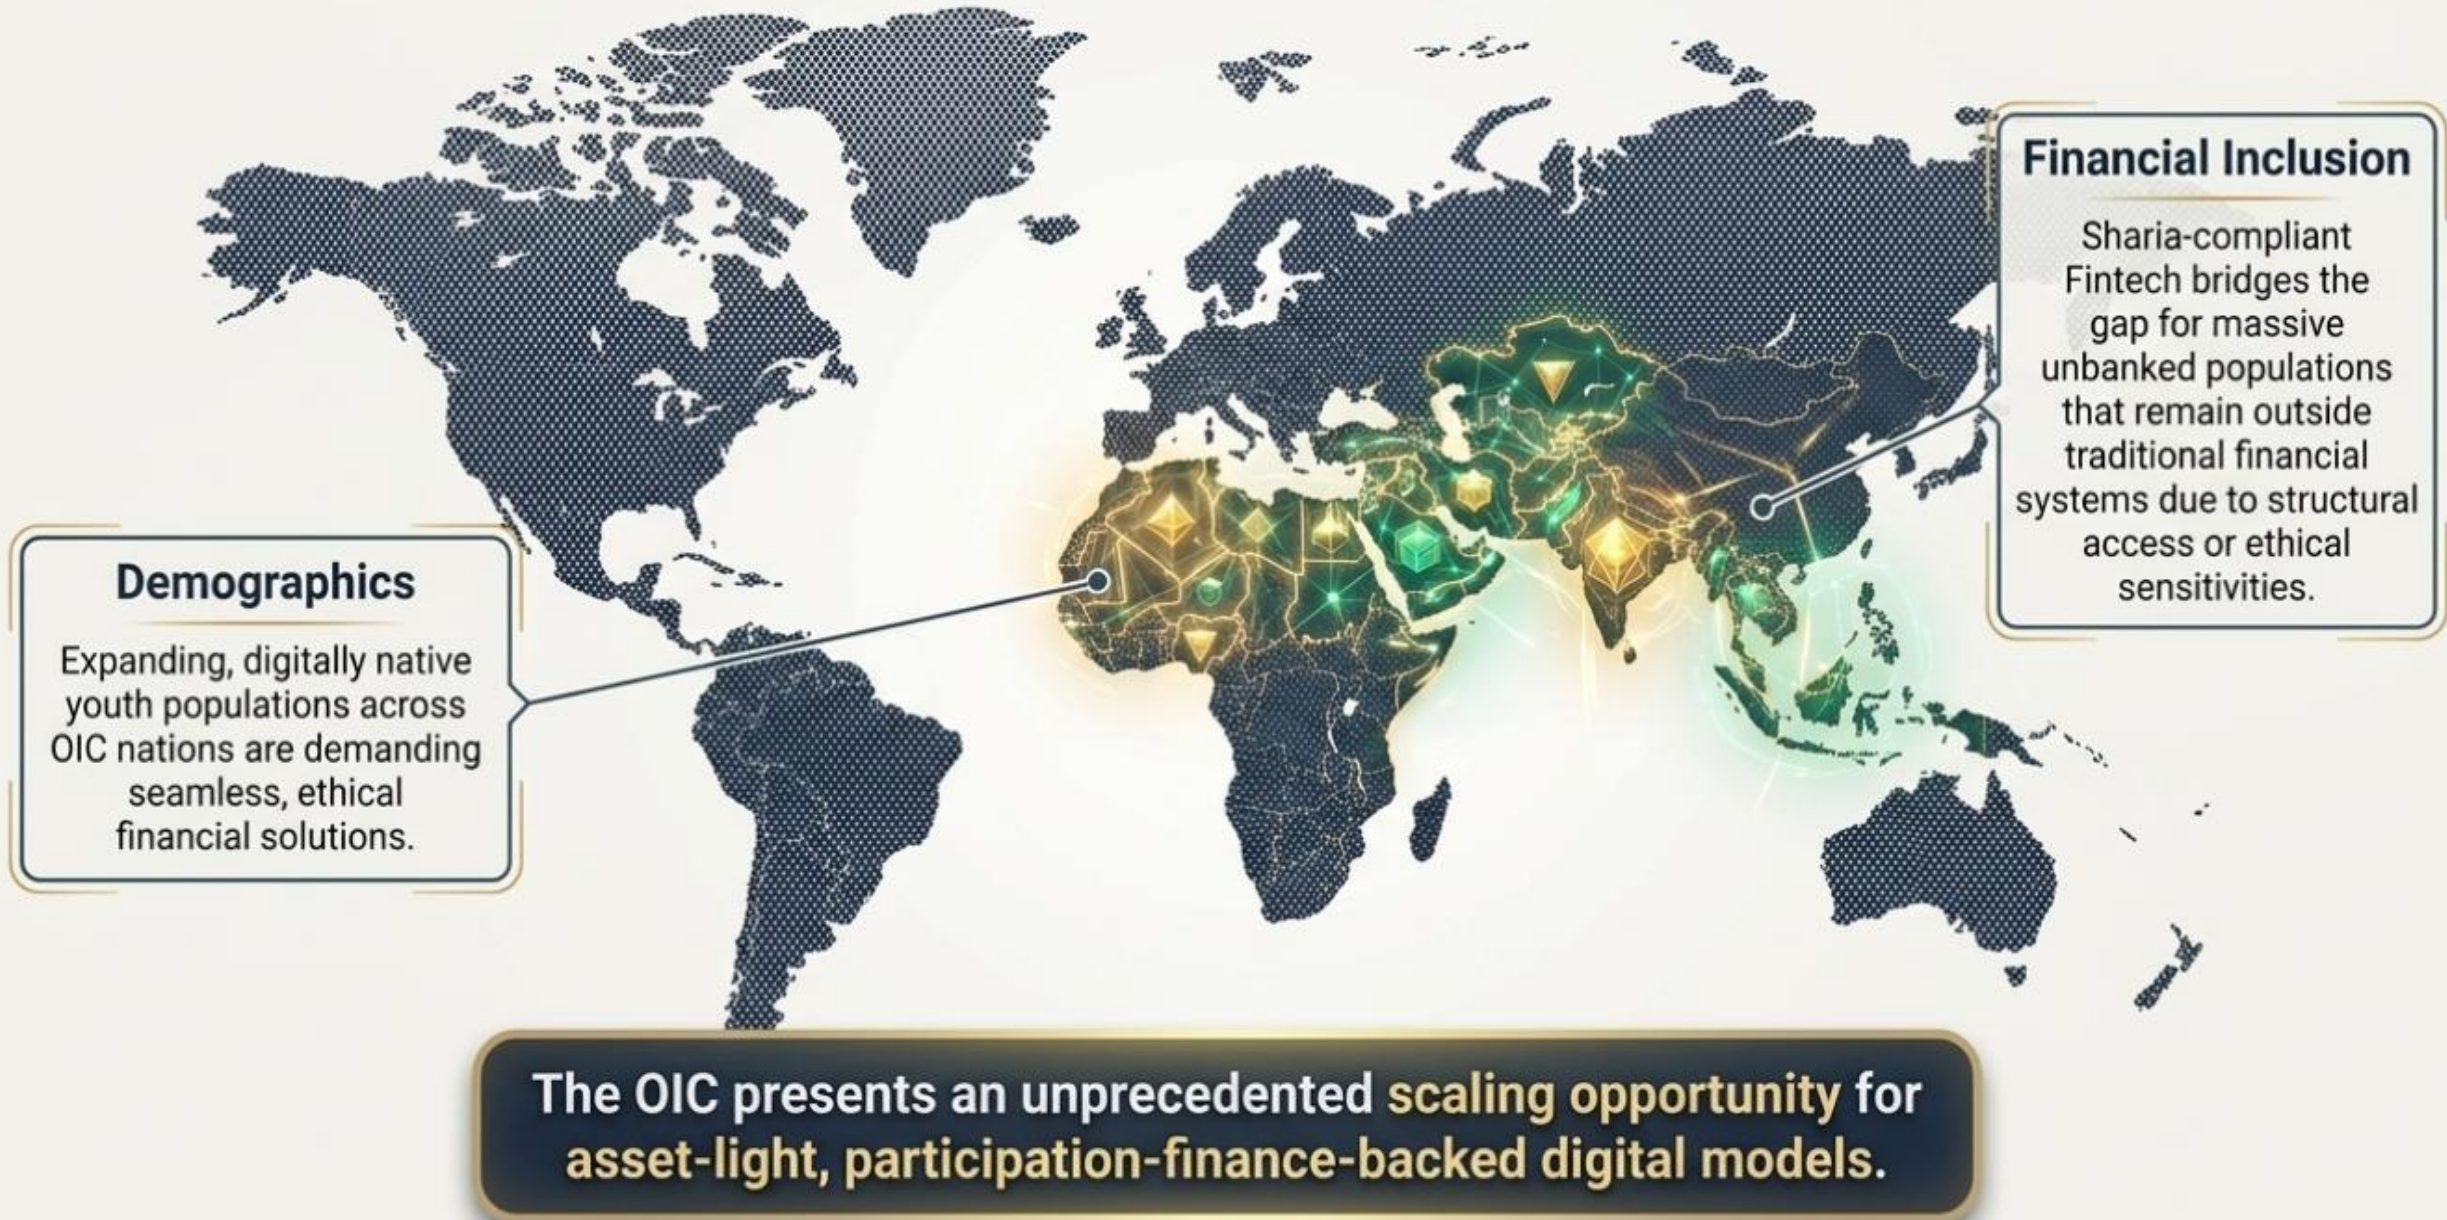 Financial Inclusion
Sharia-compliant
Fintech bridges the
gap for massive
unbanked populations
that remain outside
traditional financial
systems due to structural
access or ethical
sensitivities.
Demographics
Expanding, digitally native
youth populations across
OIC nations are demanding
seamless, ethical
financial solutions.
The OIC presents an unprecedented scaling opportunity for
asset-light, participation-finance-backed digital models.